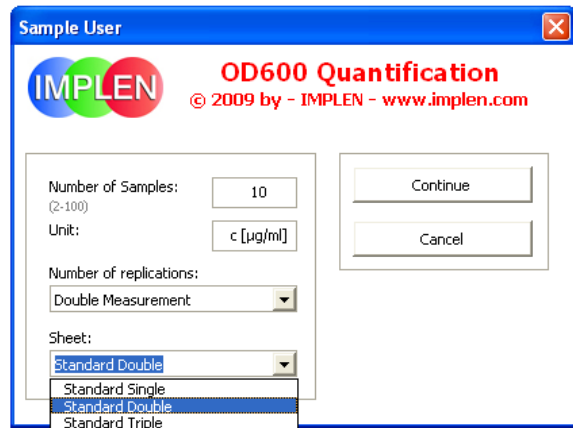 Sample User
IMPLEN
OD600 Quantification
© 2009 by - IMPLEN - www.implen.com
Number of Samples:
10
(2-100)
Unit:
c [µg/ml]
Number of replications:
Double Measurement
Sheet:
Standard Double
Standard Single
Standard Double
Standard Triple
Continue
Cancel